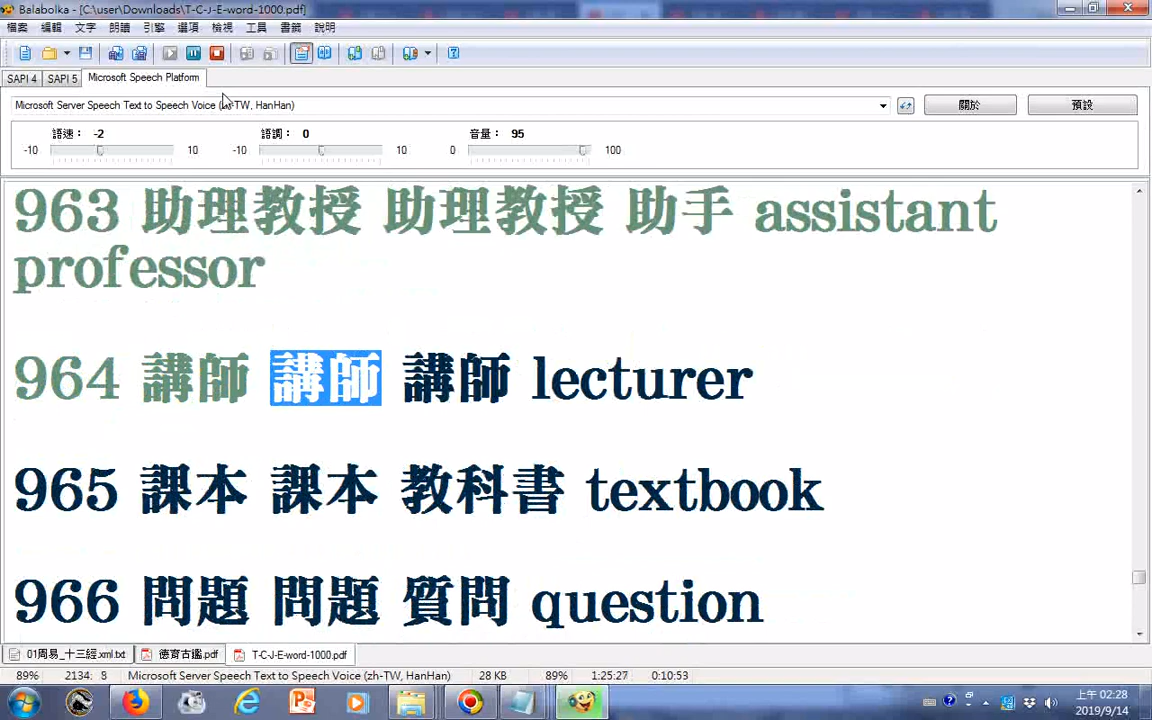 Balabolka - [C:\user\Downloads\T-C-J-E-word-1000.pdf]
檔案 編輯 文字 朗讀 引擎 選項 檢視 工具 書籤 說明
SAPI 4 SAPI 5 Microsoft Speech Platform
Microsoft Server Speech Text to Speech Voice (zh-TW, HanHan) 關於 預設
語速： -2 語調： 0 音量： 95
-10 10 -10 10 0 100
963 助理教授 助理教授 助手 assistant
professor
964 講師 講師 講師 lecturer
965 課本 課本 教科書 textbook
966 問題 問題 質問 question
01周易_十三經.xml.txt 德育古鑑.pdf T-C-J-E-word-1000.pdf
89% 2134: 8 Microsoft Server Speech Text to Speech Voice (zh-TW, HanHan) 28 KB 89% 1:25:27 0:10:53
上午 02:28
2019/9/14